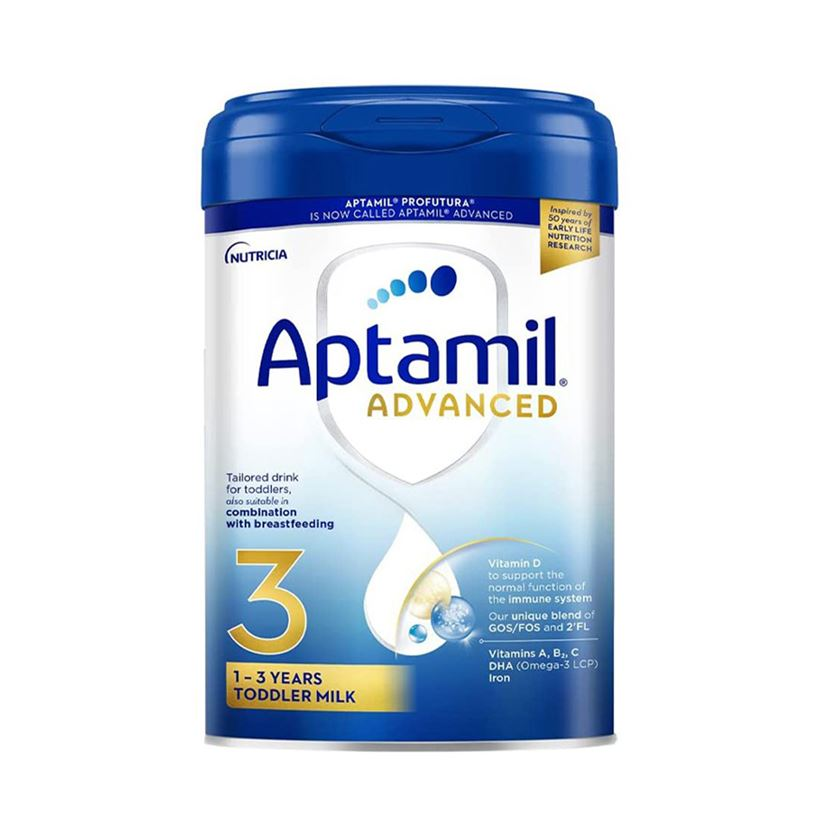 APTAMIL® PROFUTURA®
IS NOW CALLED APTAMIL® ADVANCED
Inspired by
50 years of
EARLY LIFE
NUTRITION
RESEARCH
NUTRICIA
Aptamil®
ADVANCED
Tailored drink
for toddlers,
also suitable in
combination
with breastfeeding
3
1 – 3 YEARS
TODDLER MILK
Vitamin D
to support the
normal function of
the immune system
Our unique blend of
GOS/FOS and 2'FL
Vitamins A, B₂, C
DHA (Omega-3 LCP)
Iron